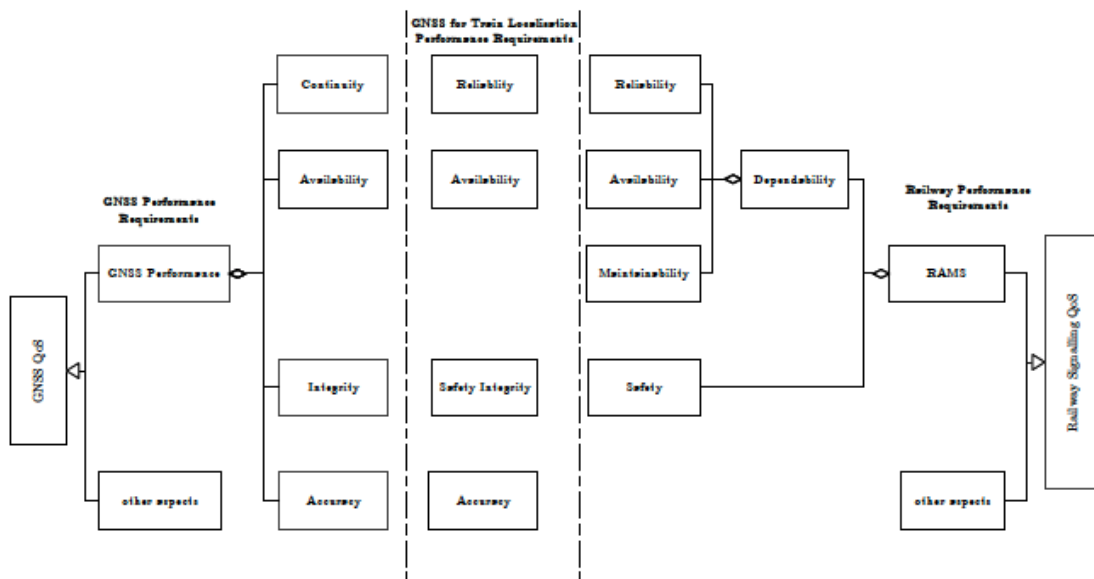 GNSS for Train Localisation
Performance Requirements
Continuity
Reliablity
Reliability
Availability
Availability
Availability
Dependability
GNSS Performance
Requirements
Railway Performance
Requirements
GNSS Performance
Maintainability
RAMS
GNSS QoS
Railway Signalling QoS
Integrity
Safety Integrity
Safety
other aspects
Accuracy
Accuracy
other aspects